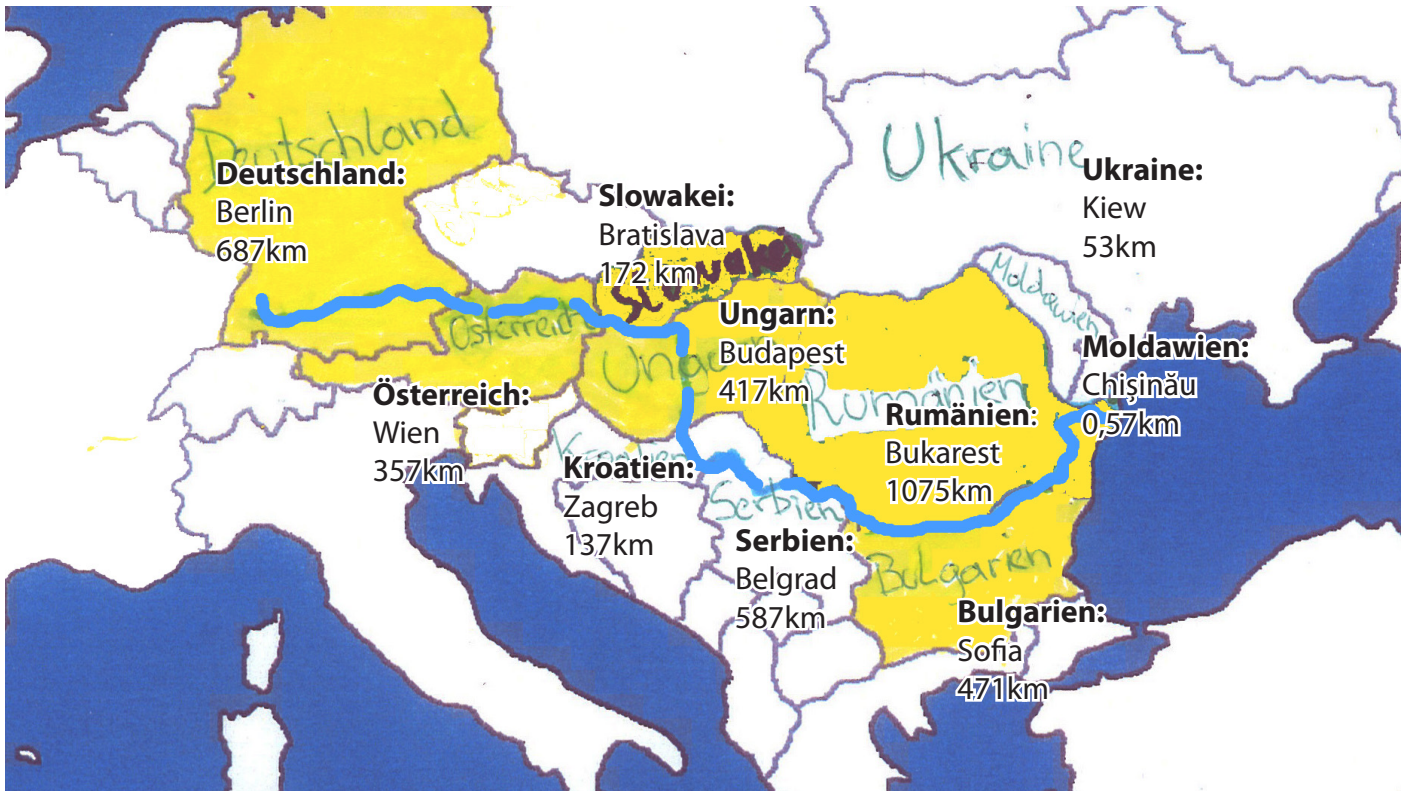 Deutschland
Deutschland:
Berlin
687km
Slowakei:
Bratislava
172 km
Ukraine
Ukraine:
Kiew
53km
Moldawien
Moldawien:
Chişinău
0,57km
Österreich
Österreich:
Wien
357km
Ungarn
Ungarn:
Budapest
417km
Rumänien
Rumänien:
Bukarest
1075km
Kroatien
Kroatien:
Zagreb
137km
Serbien
Serbien:
Belgrad
587km
Bulgarien
Bulgarien:
Sofia
471km